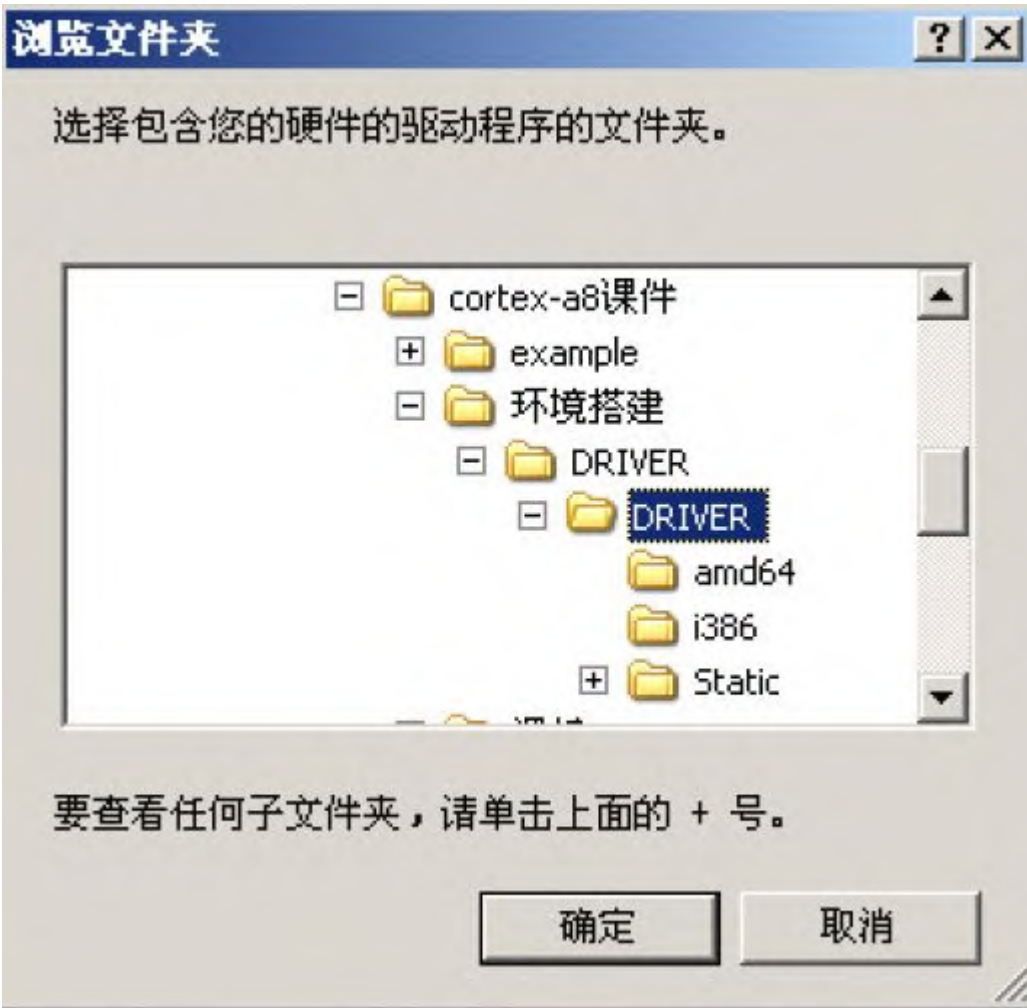 浏览文件夹
选择包含您的硬件的驱动程序的文件夹。
cortex-a8课件
example
环境搭建
DRIVER
DRIVER
amd64
i386
Static
要查看任何子文件夹，请单击上面的 + 号。
确定 取消